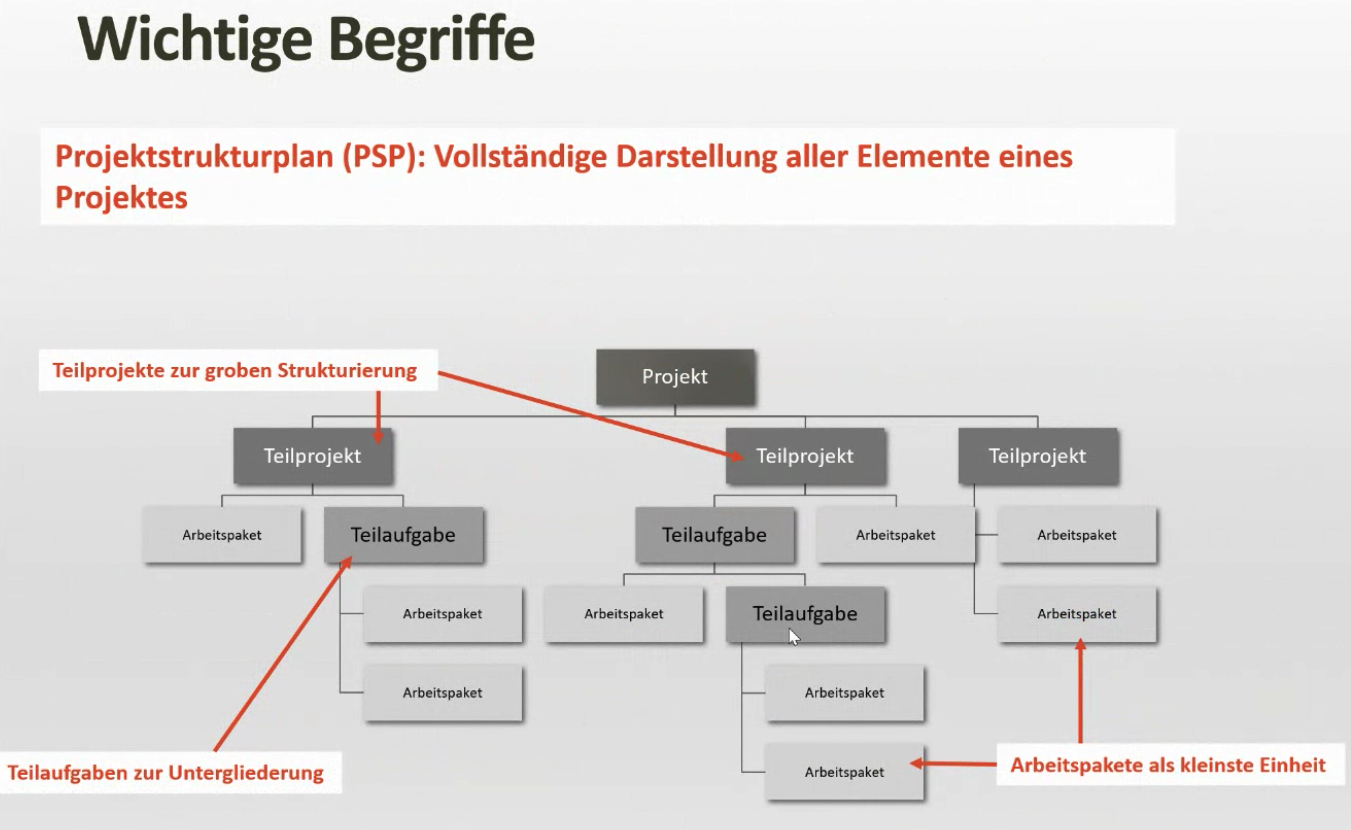 Wichtige Begriffe
Projektstrukturplan (PSP): Vollständige Darstellung aller Elemente eines
Projektes
Teilprojekte zur groben Strukturierung
Projekt
Teilprojekt
Teilprojekt
Teilprojekt
Arbeitspaket
Teilaufgabe
Teilaufgabe
Arbeitspaket
Arbeitspaket
Arbeitspaket
Arbeitspaket
Teilaufgabe
Arbeitspaket
Arbeitspaket
Arbeitspaket
Teilaufgaben zur Untergliederung
Arbeitspaket
Arbeitspakete als kleinste Einheit